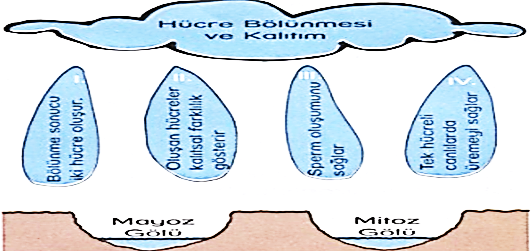 Hücre Bölünmesi
ve Kalıtım
I.
Bölünme sonucu
iki hücre oluşur.
II.
Oluşan hücreler
kalısal farklılık
gösterir
III
Sperm oluşumunu
sağlar
IV.
Tek hücreli
canlılarda
üremeyi sağlar
Mayoz
Gölü
Mitoz
Gölü